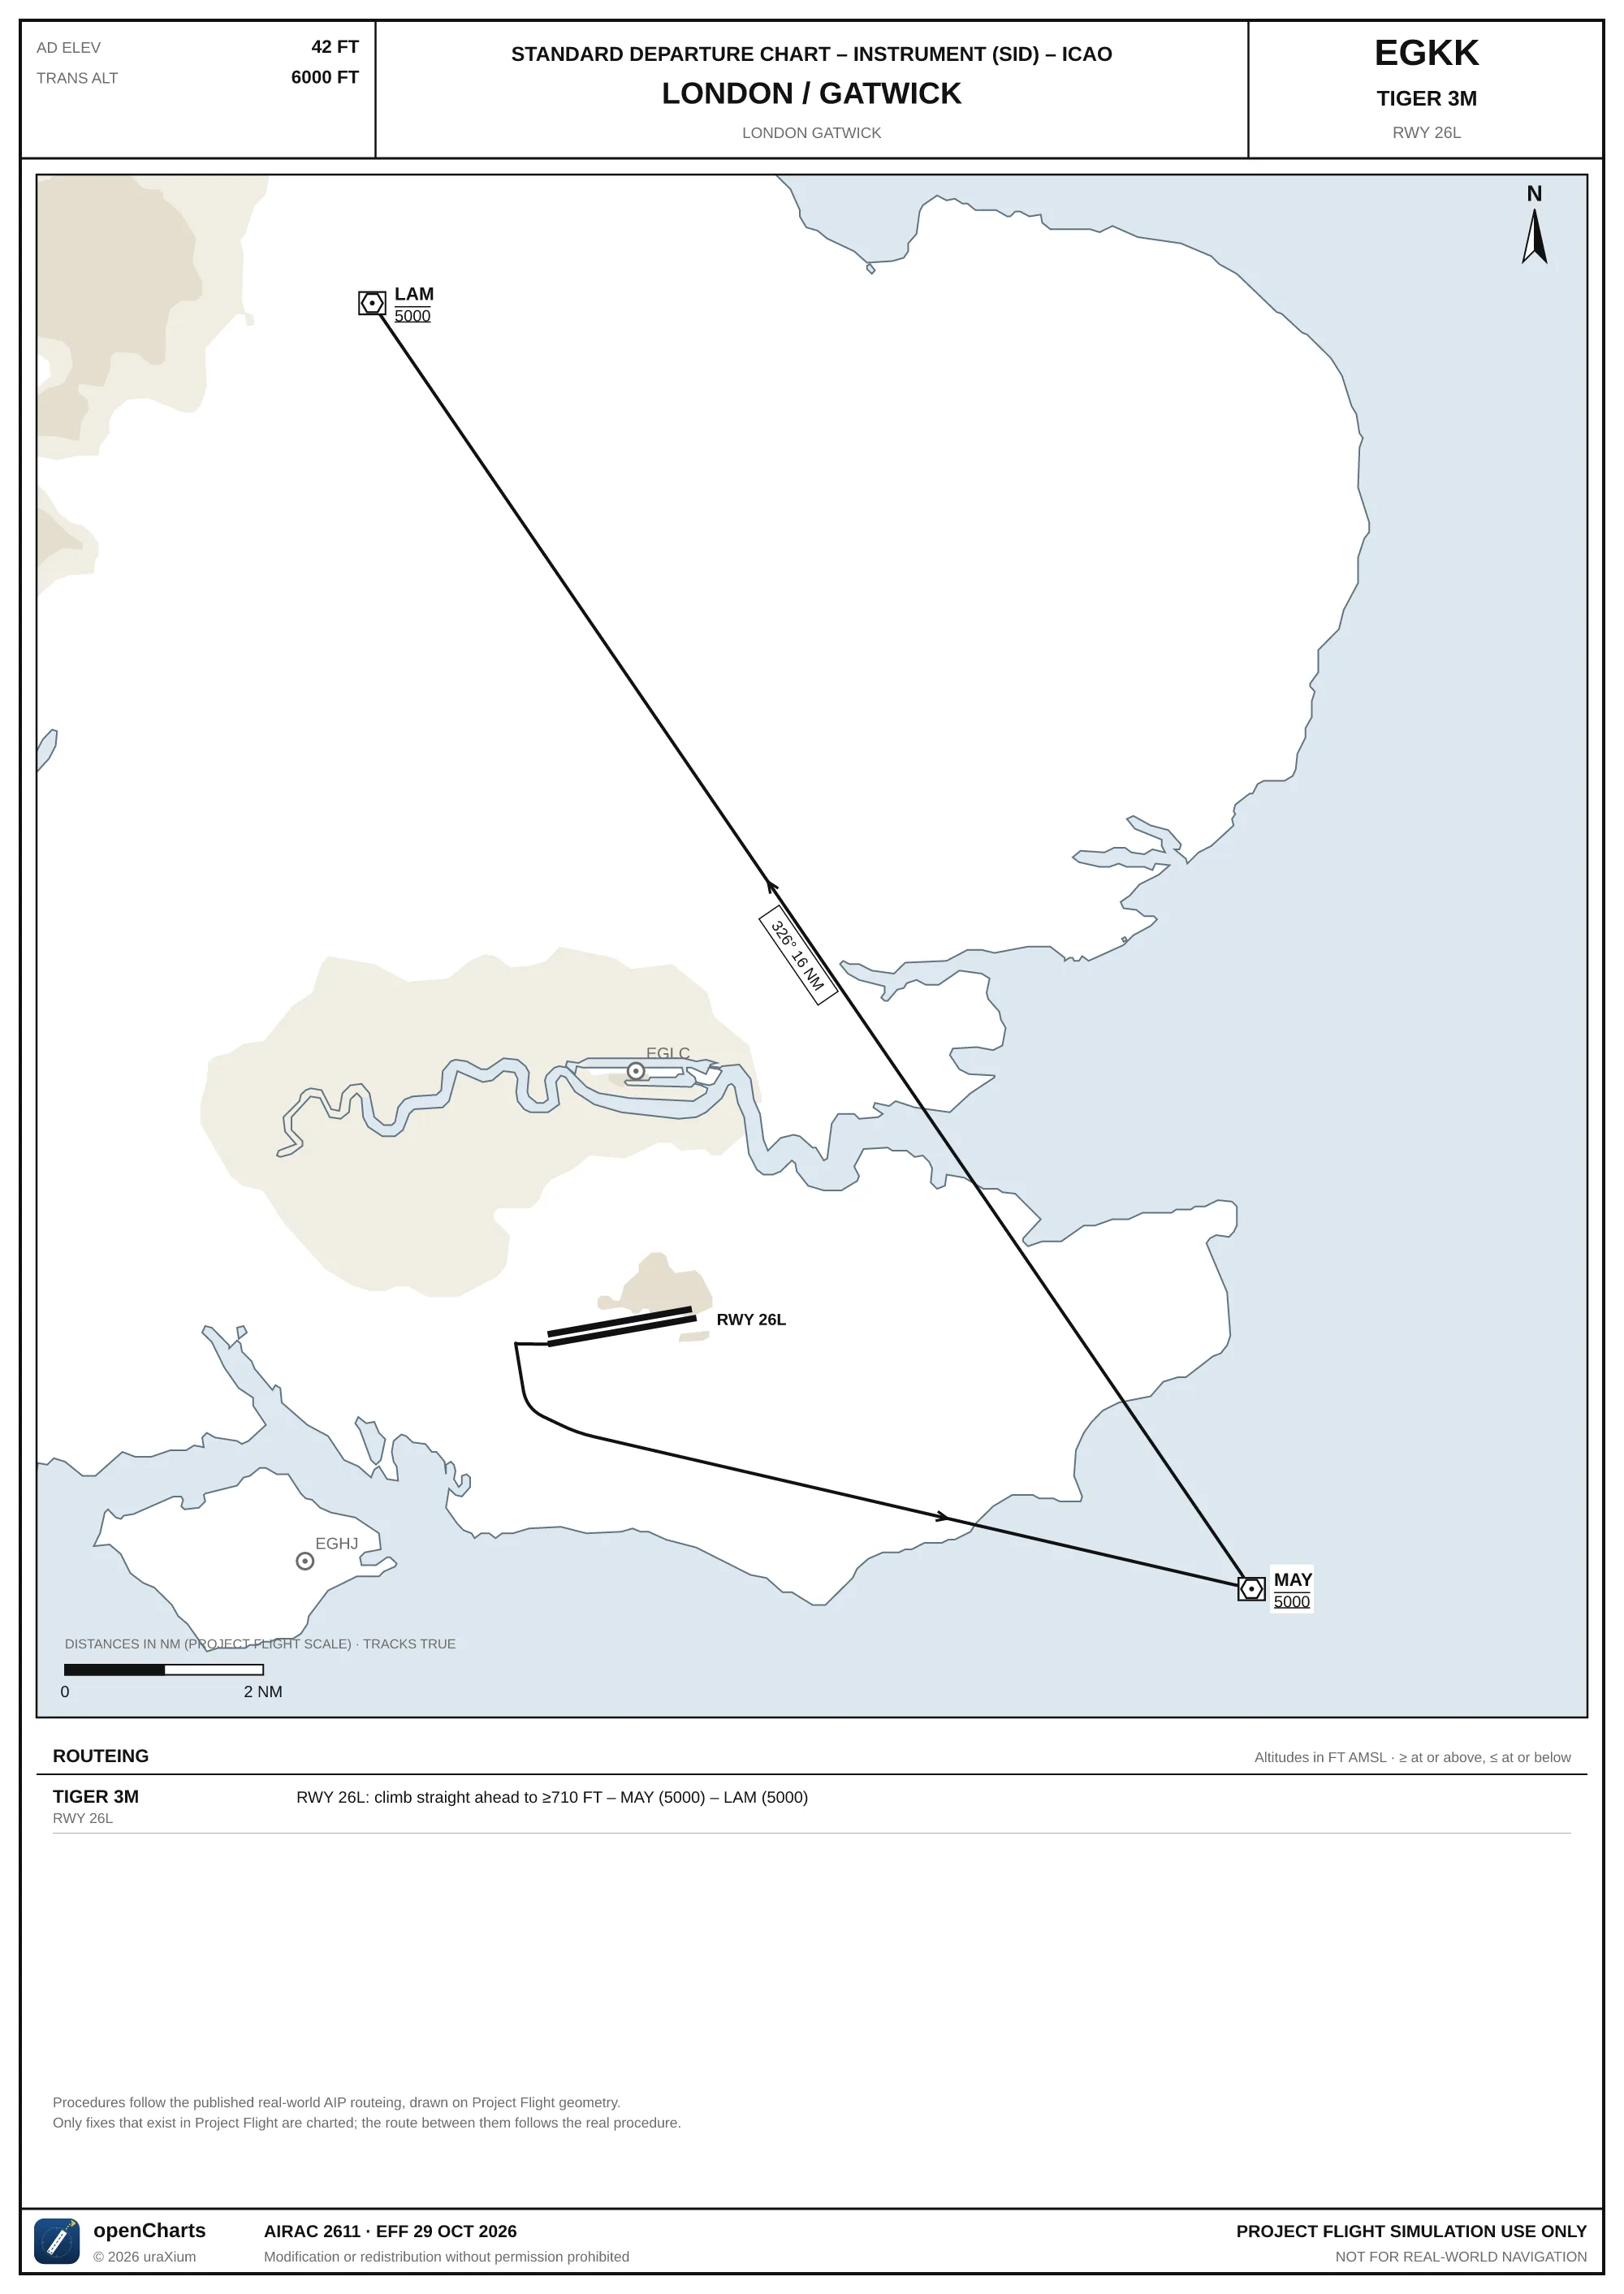 AD ELEV 42 FT
TRANS ALT 6000 FT
STANDARD DEPARTURE CHART – INSTRUMENT (SID) – ICAO
LONDON / GATWICK
LONDON GATWICK
EGKK
TIGER 3M
RWY 26L
N
LAM
5000
326° 16 NM
EGLC
RWY 26L
EGHJ
MAY
5000
DISTANCES IN NM (PROJECT FLIGHT SCALE) · TRACKS TRUE
0 2 NM
ROUTEING
Altitudes in FT AMSL · ≥ at or above, ≤ at or below
TIGER 3M
RWY 26L: climb straight ahead to ≥710 FT – MAY (5000) – LAM (5000)
RWY 26L
Procedures follow the published real-world AIP routeing, drawn on Project Flight geometry.
Only fixes that exist in Project Flight are charted; the route between them follows the real procedure.
openCharts
© 2026 uraXium
AIRAC 2611 · EFF 29 OCT 2026
Modification or redistribution without permission prohibited
PROJECT FLIGHT SIMULATION USE ONLY
NOT FOR REAL-WORLD NAVIGATION